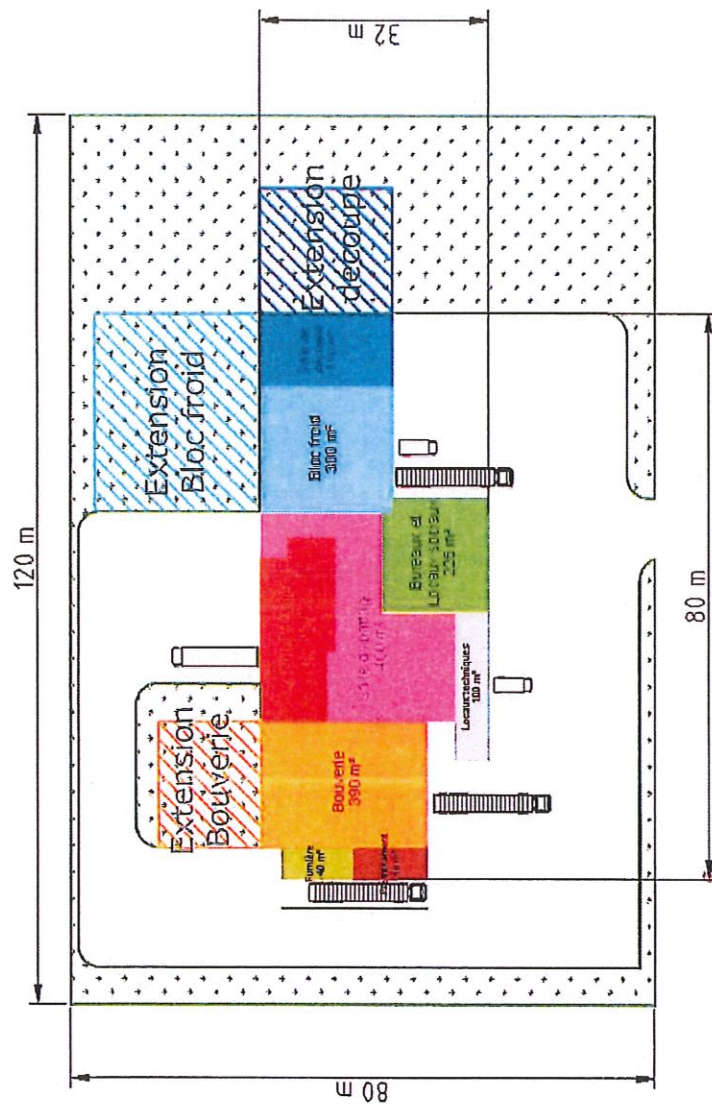 120 m
32 m
80 m
80 m
Extension
Bouverie
Extension
Bloc froid
Extension
découpe
Fumière
40 m²
Bouverie
390 m²
Locaux techniques
100 m²
Bureaux et
Locaux sociaux
225 m²
Bloc froid
300 m²